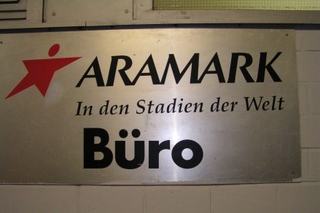 ARAMARK
In den Stadien der Welt
Büro